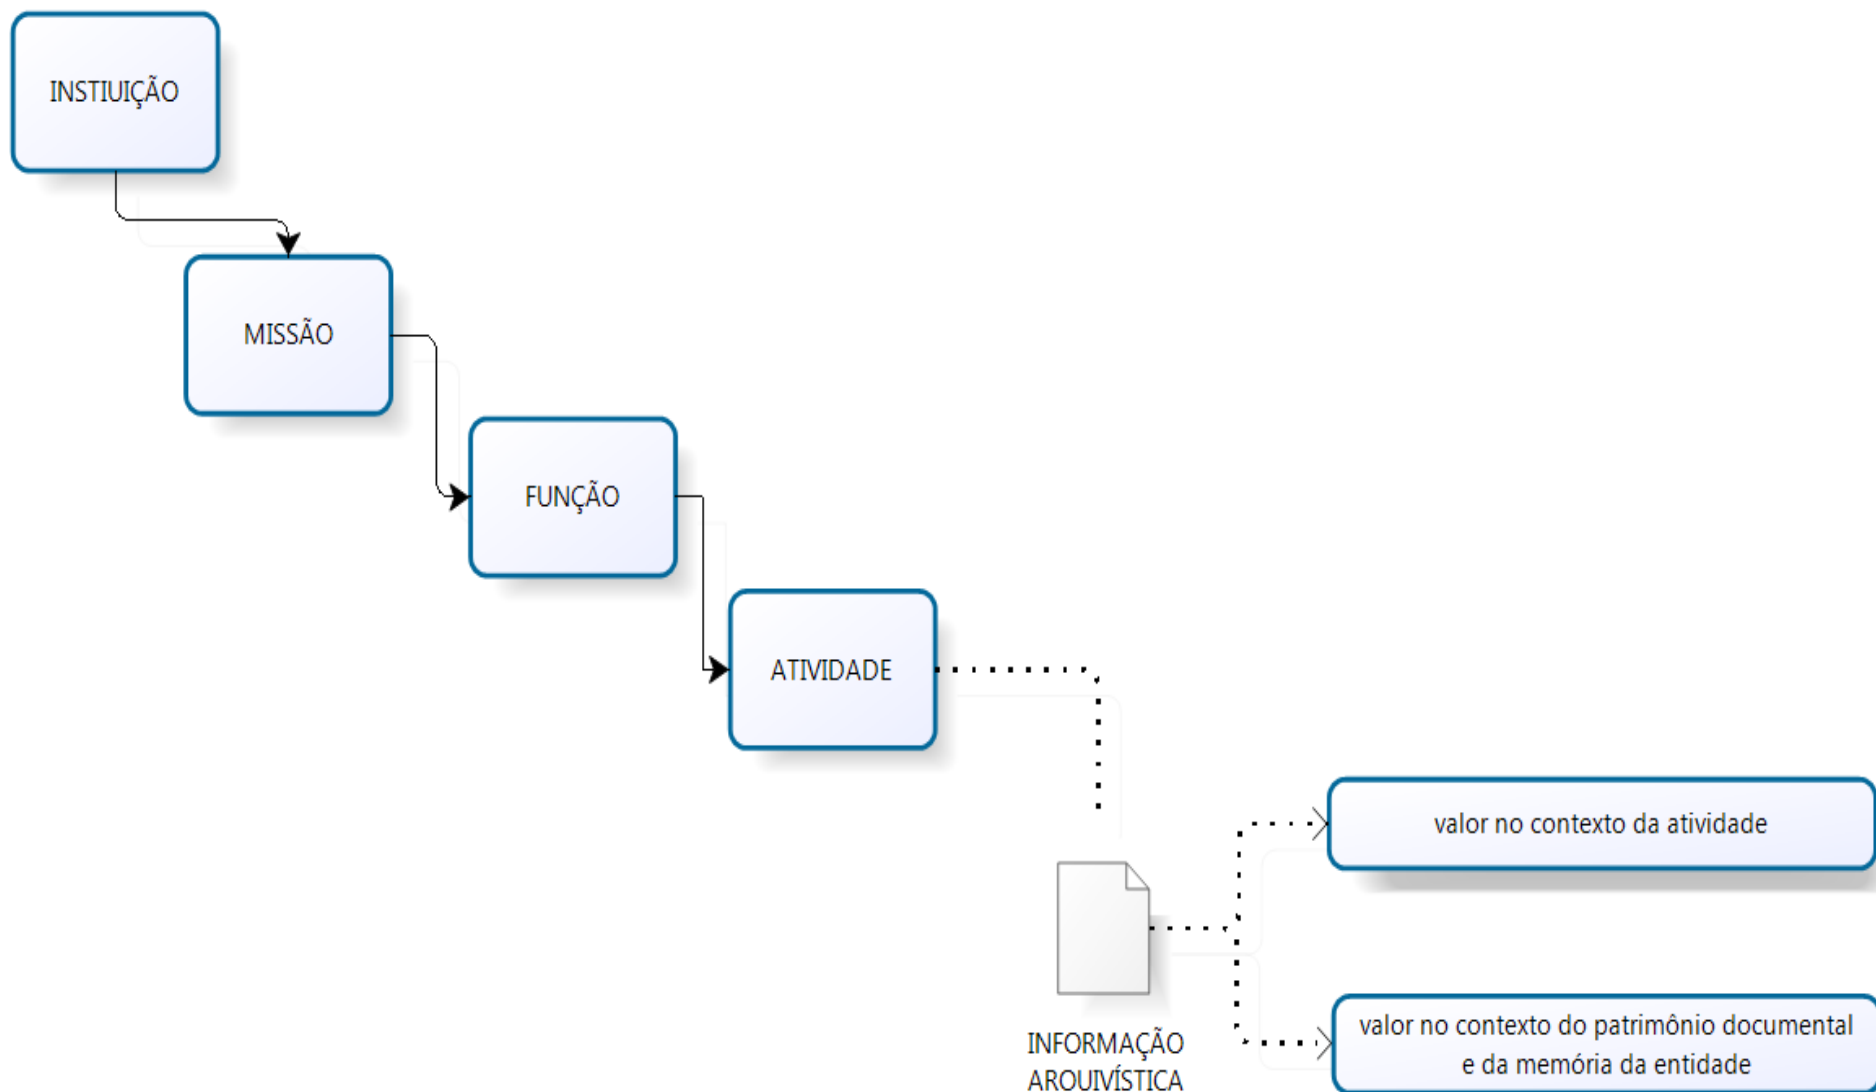 INSTIUIÇÃO
MISSÃO
FUNÇÃO
ATIVIDADE
valor no contexto da atividade
INFORMAÇÃO
ARQUIVÍSTICA
valor no contexto do patrimônio documental
e da memória da entidade